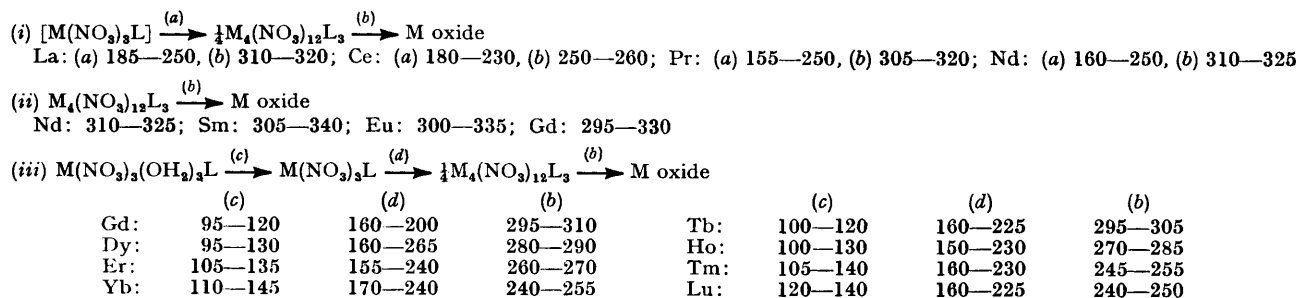 (i) [M(NO₃)₃L] (a)→ ¼M₄(NO₃)₁₂L₃ (b)→ M oxide
La: (a) 185—250, (b) 310—320; Ce: (a) 180—230, (b) 250—260; Pr: (a) 155—250, (b) 305—320; Nd: (a) 160—250, (b) 310—325
(ii) M₄(NO₃)₁₂L₃ (b)→ M oxide
Nd: 310—325; Sm: 305—340; Eu: 300—335; Gd: 295—330
(iii) M(NO₃)₃(OH₂)₃L (c)→ M(NO₃)₃L (d)→ ¼M₄(NO₃)₁₂L₃ (b)→ M oxide
(c) (d) (b) (c) (d) (b)
Gd: 95—120 160—200 295—310 Tb: 100—120 160—225 295—305
Dy: 95—130 160—265 280—290 Ho: 100—130 150—230 270—285
Er: 105—135 155—240 260—270 Tm: 105—140 160—230 245—255
Yb: 110—145 170—240 240—255 Lu: 120—140 160—225 240—250